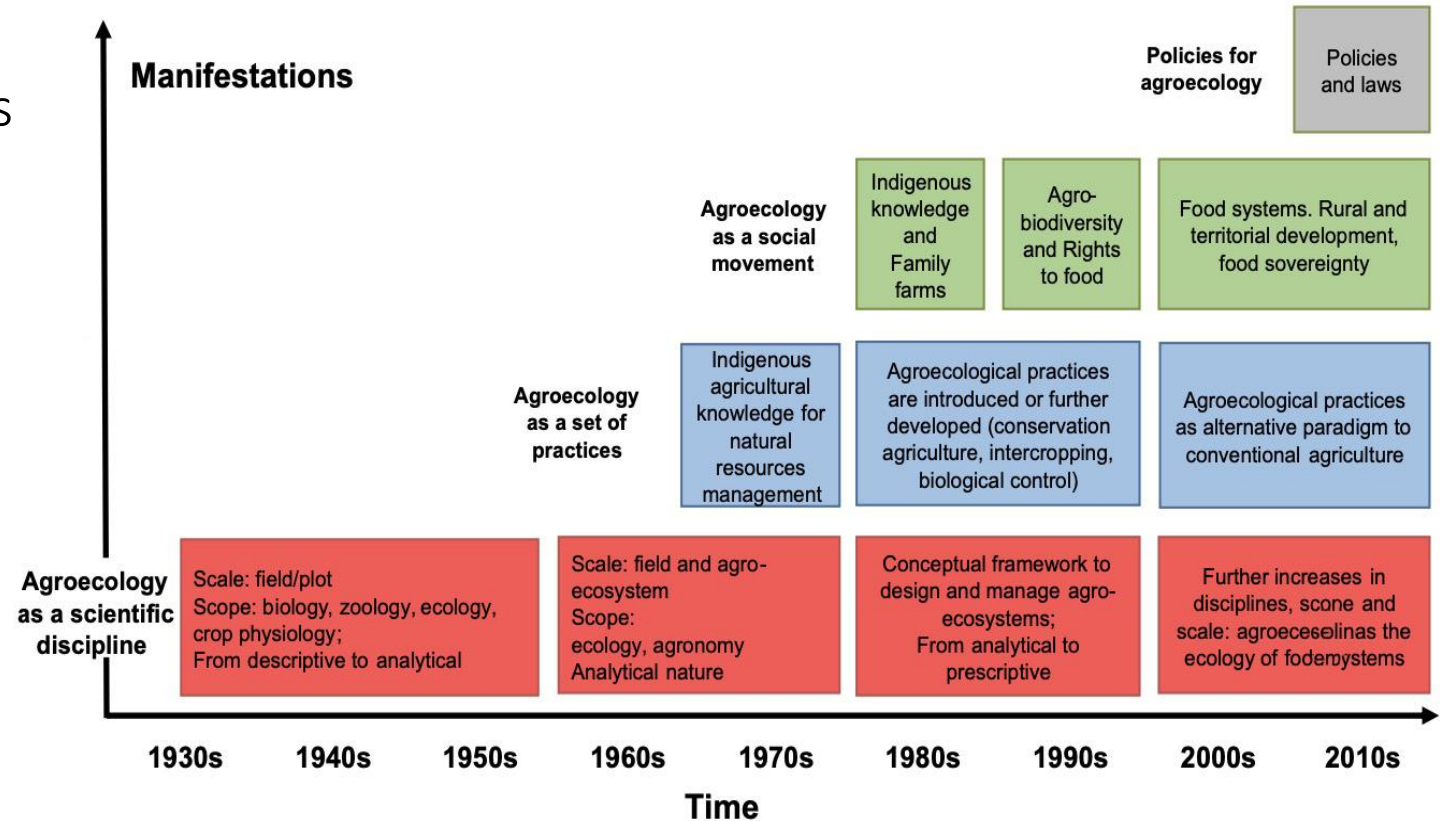 S
Manifestations
Policies for
agroecology
Policies
and laws
Agroecology
as a social
movement
Indigenous
knowledge
and
Family
farms
Agro-
biodiversity
and Rights
to food
Food systems. Rural and
territorial development,
food sovereignty
Agroecology
as a set of
practices
Indigenous
agricultural
knowledge for
natural
resources
management
Agroecological practices
are introduced or further
developed (conservation
agriculture, intercropping,
biological control)
Agroecological practices
as alternative paradigm to
conventional agriculture
Agroecology
as a scientific
discipline
Scale: field/plot
Scope: biology, zoology, ecology,
crop physiology;
From descriptive to analytical
Scale: field and agro-
ecosystem
Scope:
ecology, agronomy
Analytical nature
Conceptual framework to
design and manage agro-
ecosystems;
From analytical to
prescriptive
Further increases in
disciplines, scone and
scale: the
ecology of
1930s 1940s 1950s 1960s 1970s 1980s 1990s 2000s 2010s
Time